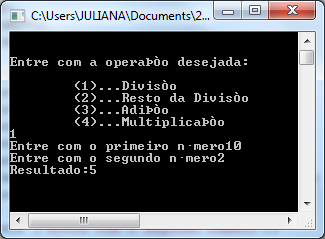 C:\Users\JULIANA\Documents\2...
Entre com a operaÞòo desejada:
(1)...Divisòo
(2)...Resto da Divisòo
(3)...AdiÞòo
(4)...MultiplicaÞòo
1
Entre com o primeiro n·mero10
Entre com o segundo n·mero2
Resultado:5